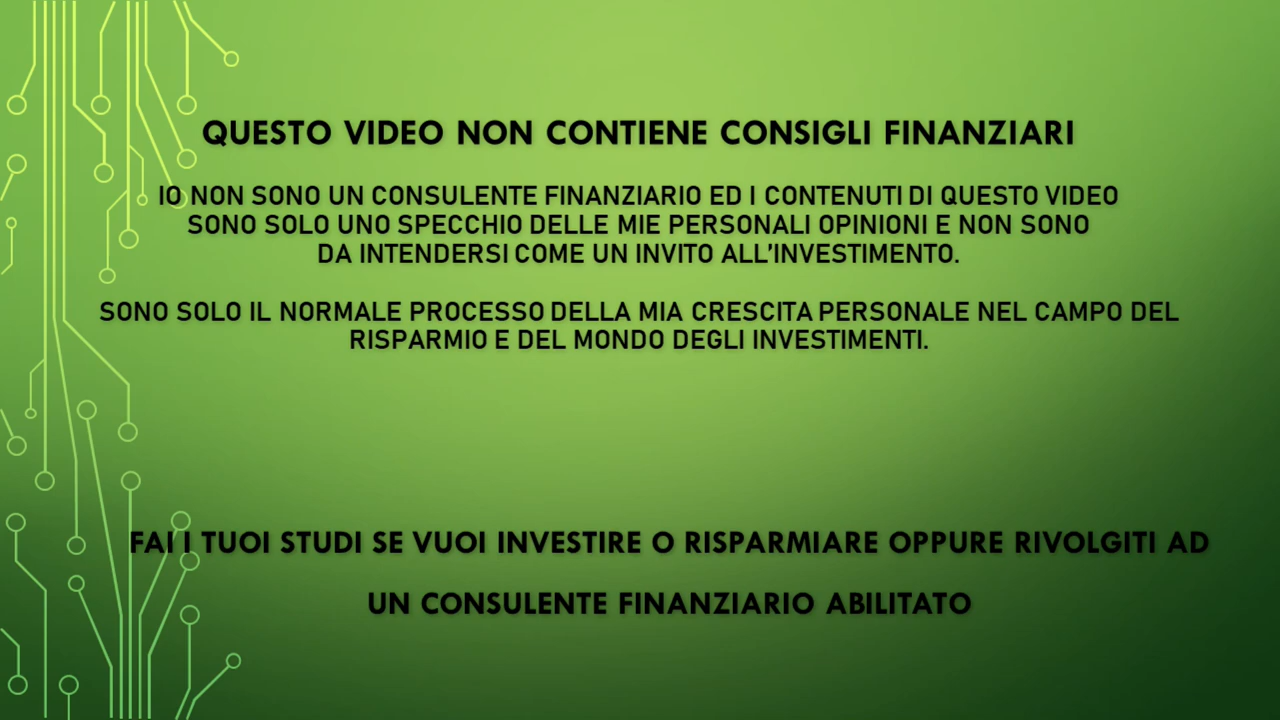 QUESTO VIDEO NON CONTIENE CONSIGLI FINANZIARI
IO NON SONO UN CONSULENTE FINANZIARIO ED I CONTENUTI DI QUESTO VIDEO
SONO SOLO UNO SPECCHIO DELLE MIE PERSONALI OPINIONI E NON SONO
DA INTENDERSI COME UN INVITO ALL'INVESTIMENTO.
SONO SOLO IL NORMALE PROCESSO DELLA MIA CRESCITA PERSONALE NEL CAMPO DEL
RISPARMIO E DEL MONDO DEGLI INVESTIMENTI.
FAI I TUOI STUDI SE VUOI INVESTIRE O RISPARMIARE OPPURE RIVOLGITI AD
UN CONSULENTE FINANZIARIO ABILITATO